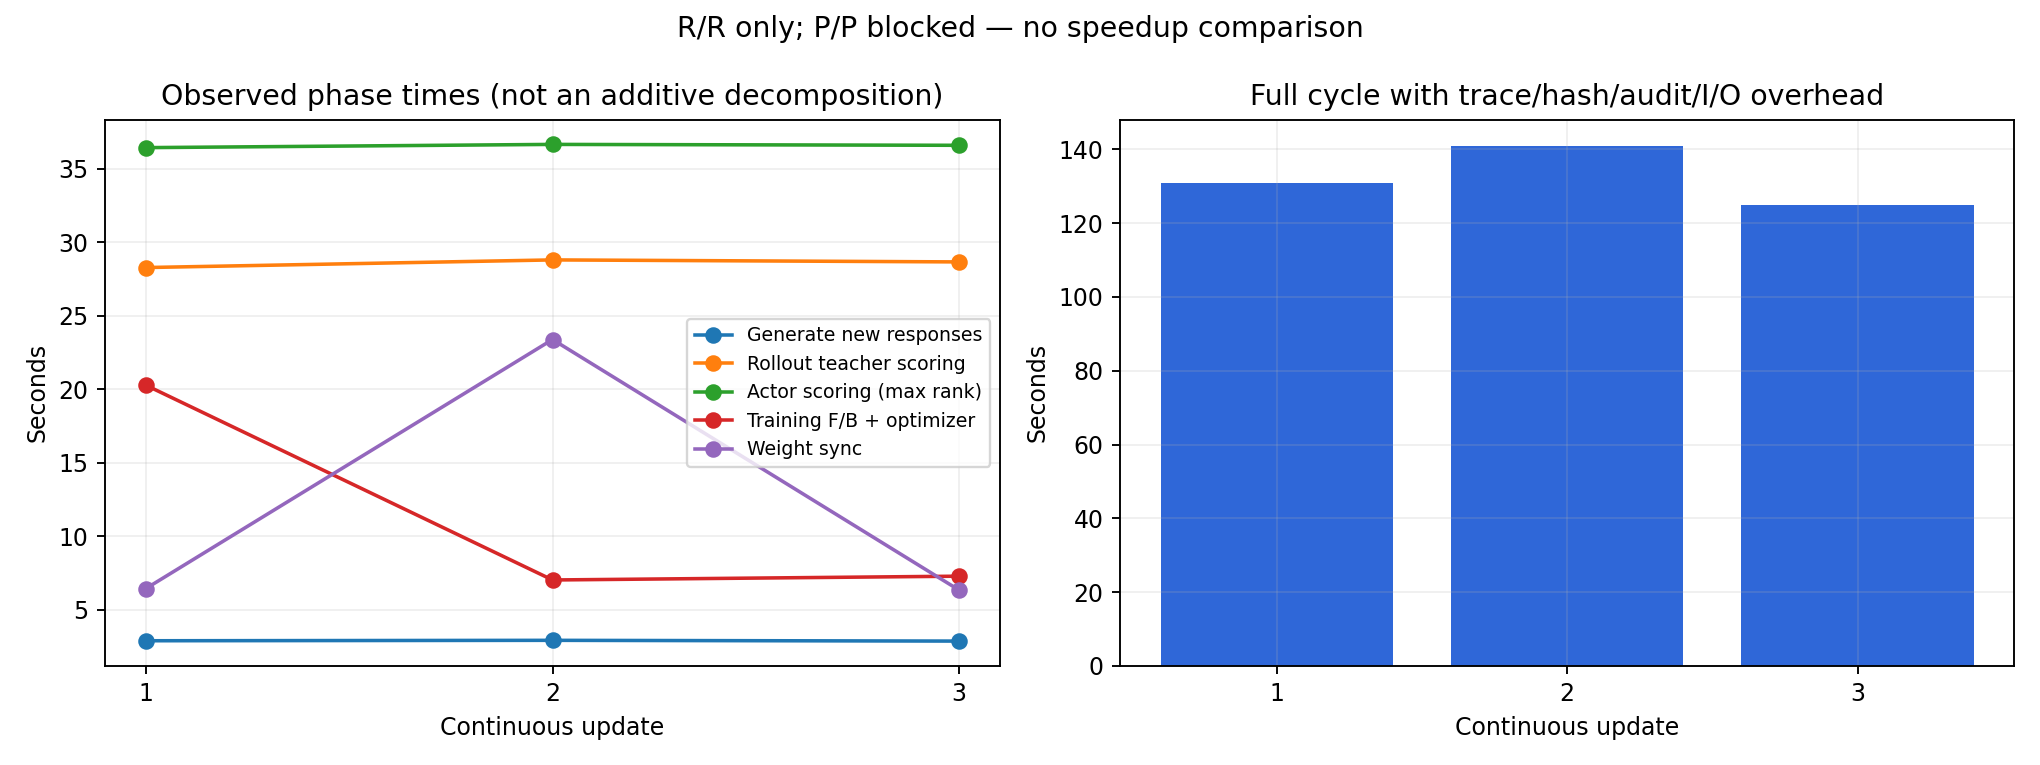 R/R only; P/P blocked — no speedup comparison
Observed phase times (not an additive decomposition)
Seconds
35
30
25
20
15
10
5
Generate new responses
Rollout teacher scoring
Actor scoring (max rank)
Training F/B + optimizer
Weight sync
1 2 3
Continuous update
Full cycle with trace/hash/audit/I/O overhead
Seconds
140
120
100
80
60
40
20
0
1 2 3
Continuous update